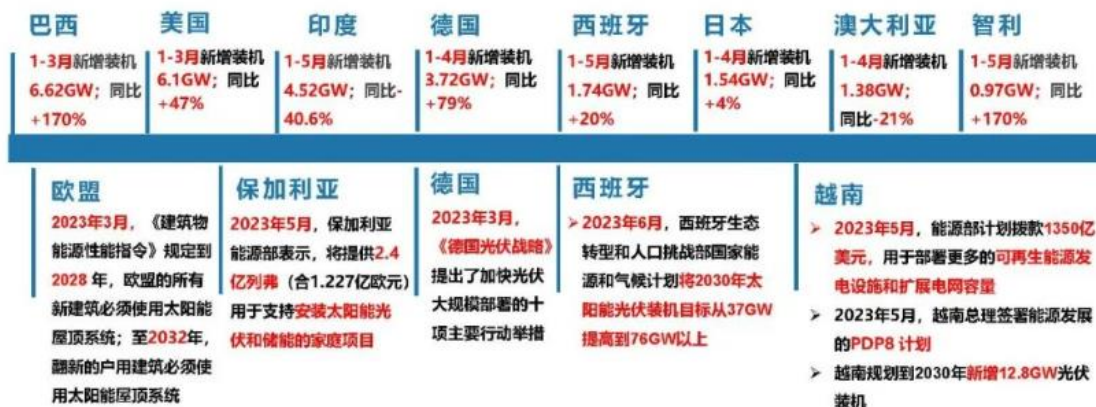 巴西
1-3月新增装机
6.62GW；同比
+170%
美国
1-3月新增装机
6.1GW；同比
+47%
印度
1-5月新增装机
4.52GW；同比-
40.6%
德国
1-4月新增装机
3.72GW；同比
+79%
西班牙
1-5月新增装机
1.74GW；同比
+20%
日本
1-4月新增装机
1.54GW；同比
+4%
澳大利亚
1-4月新增装机
1.38GW；
同比-21%
智利
1-5月新增装机
0.97GW；同比
+170%
欧盟
2023年3月，《建筑物
能源性能指令》规定到
2028 年，欧盟的所有
新建筑必须使用太阳能
屋顶系统；至2032年，
翻新的户用建筑必须使
用太阳能屋顶系统
保加利亚
2023年5月，保加利亚
能源部表示，将提供2.4
亿列弗（合1.227亿欧元）
用于支持安装太阳能光
伏和储能的家庭项目
德国
2023年3月，
《德国光伏战略》
提出了加快光伏
大规模部署的十
项主要行动举措
西班牙
➢ 2023年6月，西班牙生态
转型和人口挑战部国家能
源和气候计划将2030年太
阳能光伏装机目标从37GW
提高到76GW以上
越南
➢ 2023年5月，能源部计划拨款1350亿
美元，用于部署更多的可再生能源发
电设施和扩展电网容量
➢ 2023年5月，越南总理签署能源发展
的PDP8 计划
➢ 越南规划到2030年新增12.8GW光伏
装机